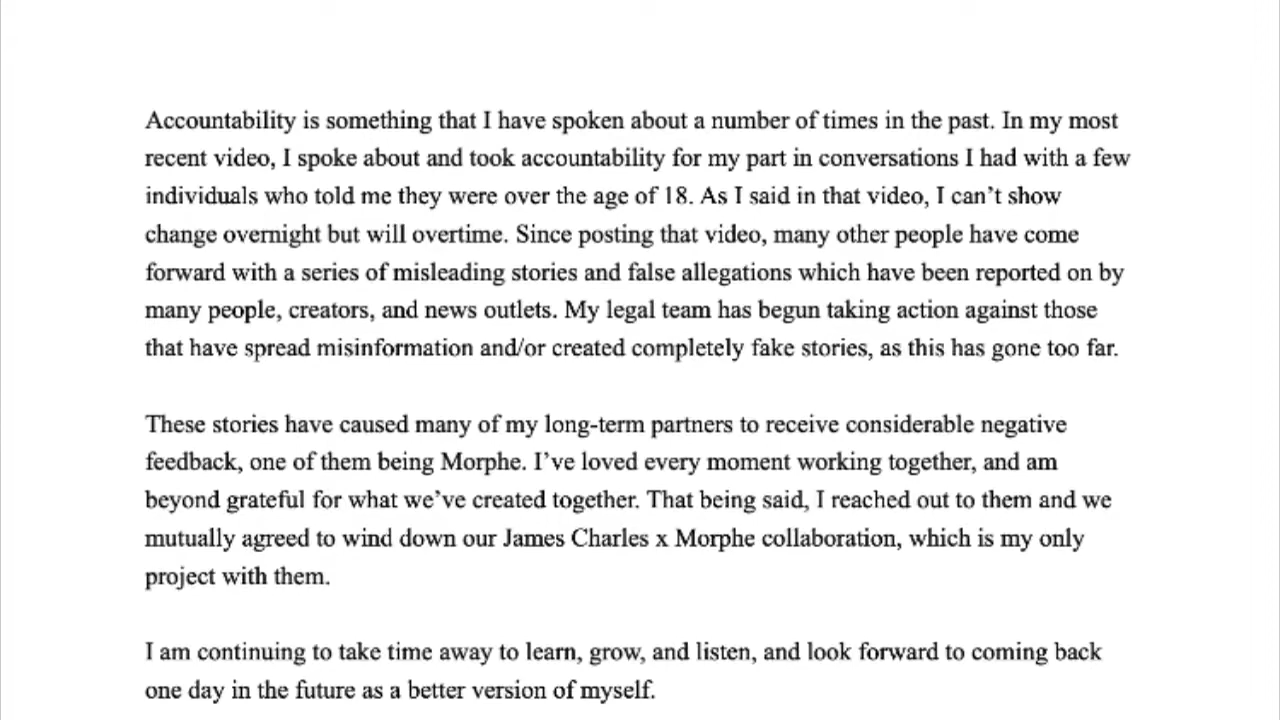 Accountability is something that I have spoken about a number of times in the past. In my most
recent video, I spoke about and took accountability for my part in conversations I had with a few
individuals who told me they were over the age of 18. As I said in that video, I can’t show
change overnight but will overtime. Since posting that video, many other people have come
forward with a series of misleading stories and false allegations which have been reported on by
many people, creators, and news outlets. My legal team has begun taking action against those
that have spread misinformation and/or created completely fake stories, as this has gone too far.
These stories have caused many of my long-term partners to receive considerable negative
feedback, one of them being Morphe. I’ve loved every moment working together, and am
beyond grateful for what we’ve created together. That being said, I reached out to them and we
mutually agreed to wind down our James Charles x Morphe collaboration, which is my only
project with them.
I am continuing to take time away to learn, grow, and listen, and look forward to coming back
one day in the future as a better version of myself.